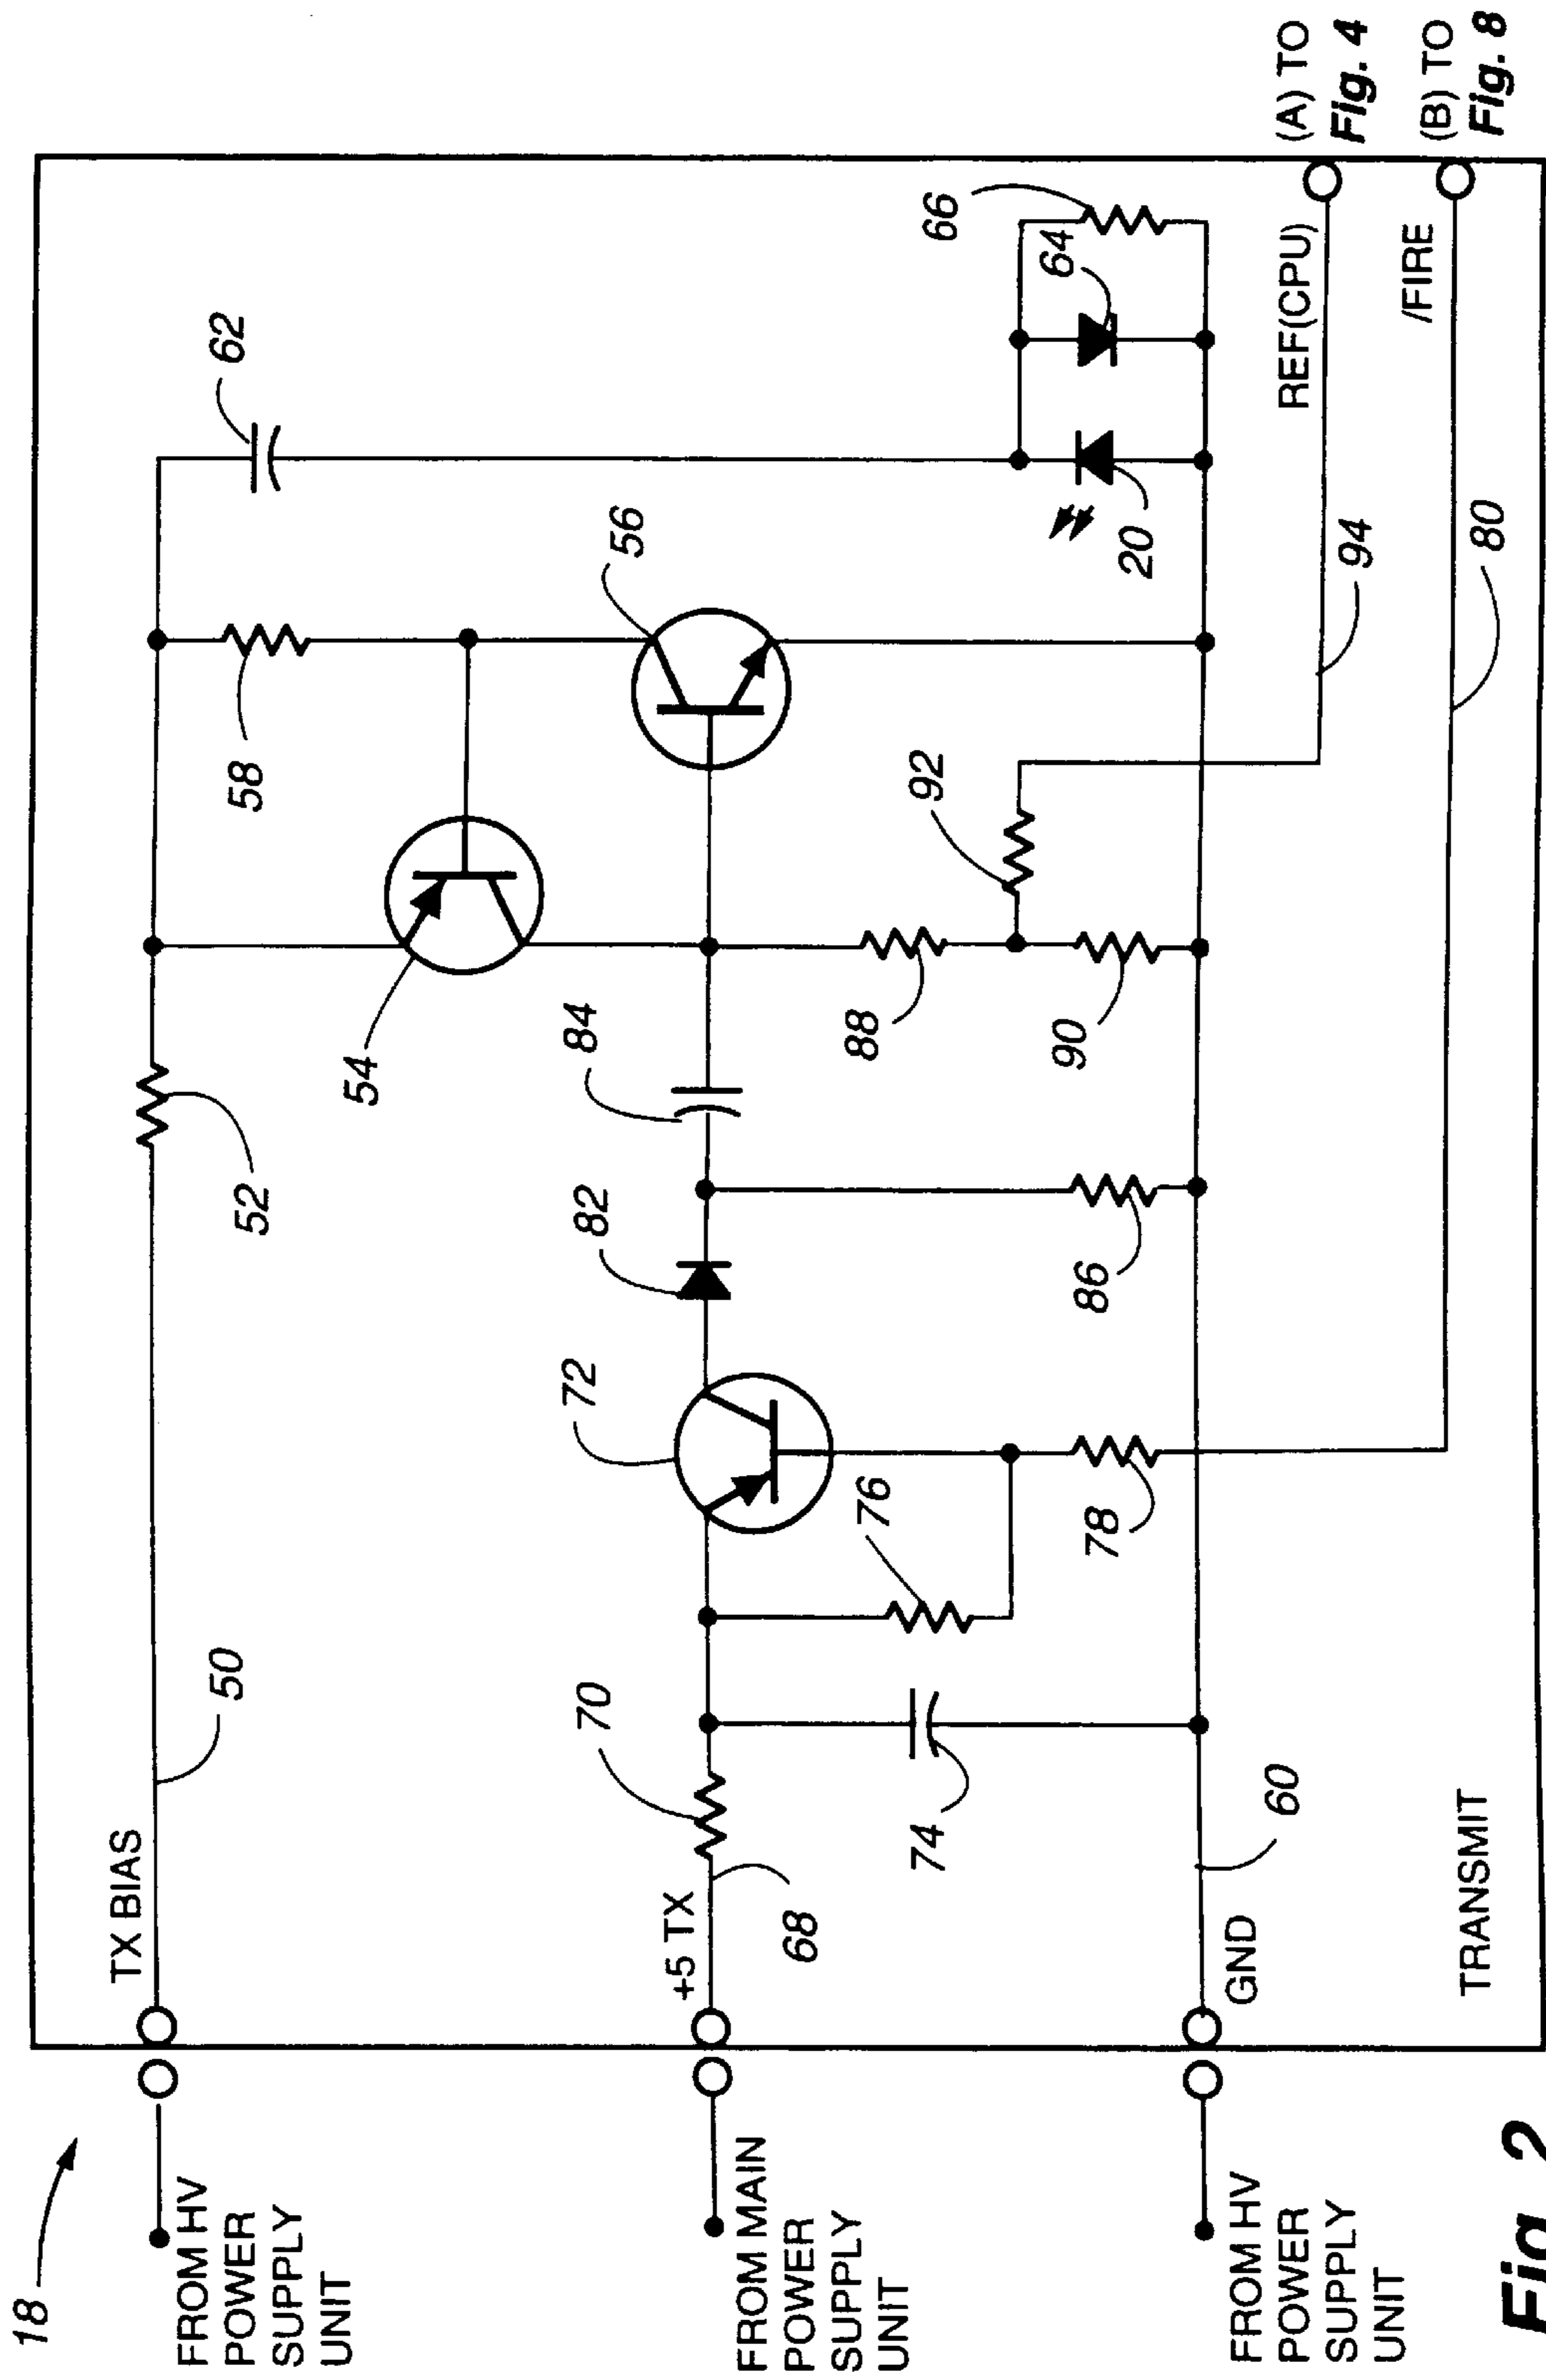 18
FROM HV
POWER
SUPPLY
UNIT
TX BIAS
50
52
54
58
62
56
FROM MAIN
POWER
SUPPLY
UNIT
+5 TX
68
70
74
76
72
82
84
88
90
92
86
78
20
64
66
FROM HV
POWER
SUPPLY
UNIT
GND
60
94
80
REF(CPU)
/FIRE
(A) TO
Fig. 4
(B) TO
Fig. 8
TRANSMIT
Fig. 2